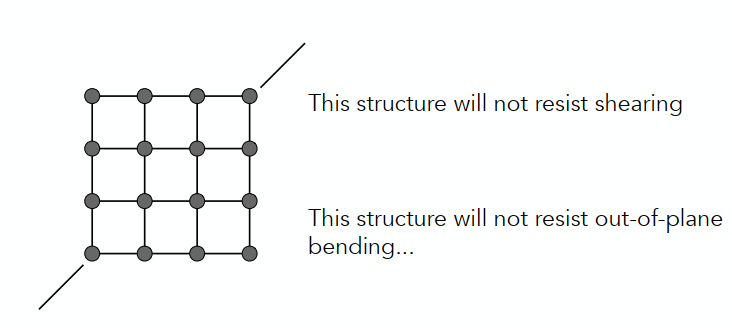 This structure will not resist shearing
This structure will not resist out-of-plane
bending...